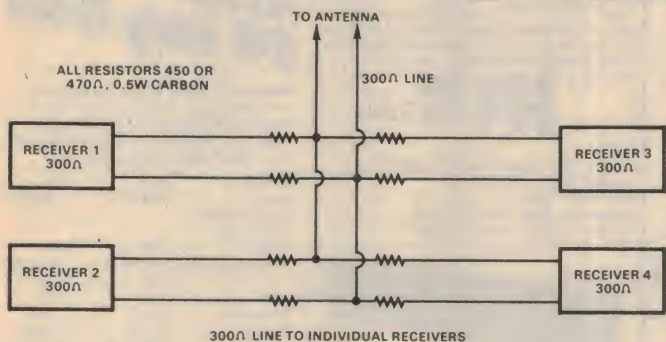 TO ANTENNA
ALL RESISTORS 450 OR
470Ω, 0.5W CARBON
300Ω LINE
RECEIVER 1
300Ω
RECEIVER 3
300Ω
RECEIVER 2
300Ω
RECEIVER 4
300Ω
300Ω LINE TO INDIVIDUAL RECEIVERS